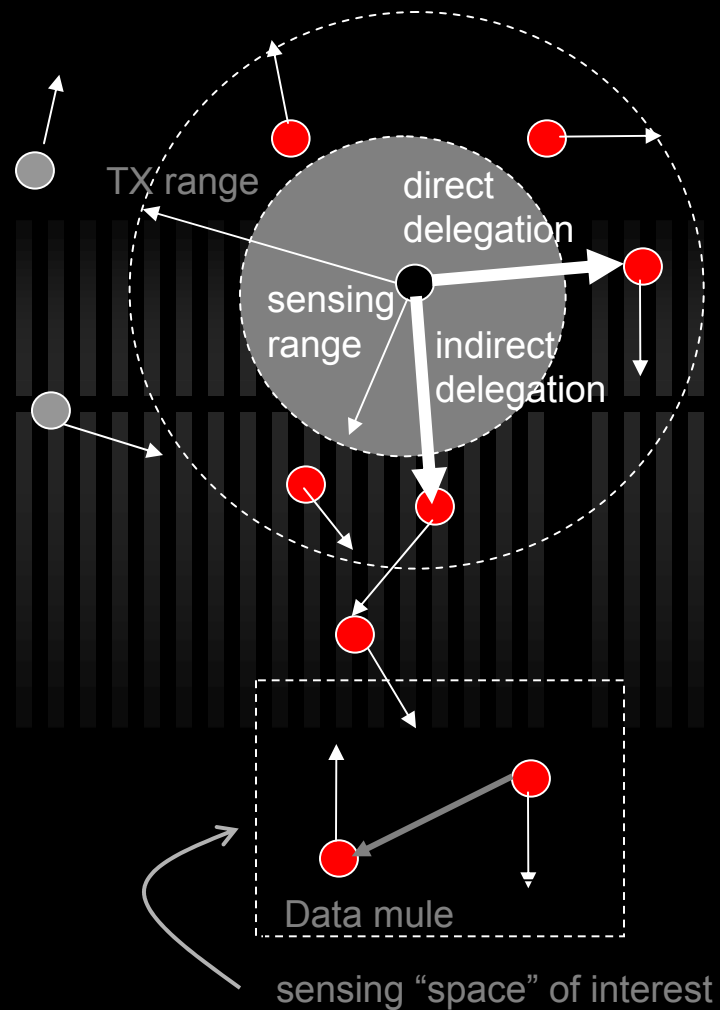 TX range
direct
delegation
sensing
range
indirect
delegation
Data mule
sensing “space” of interest